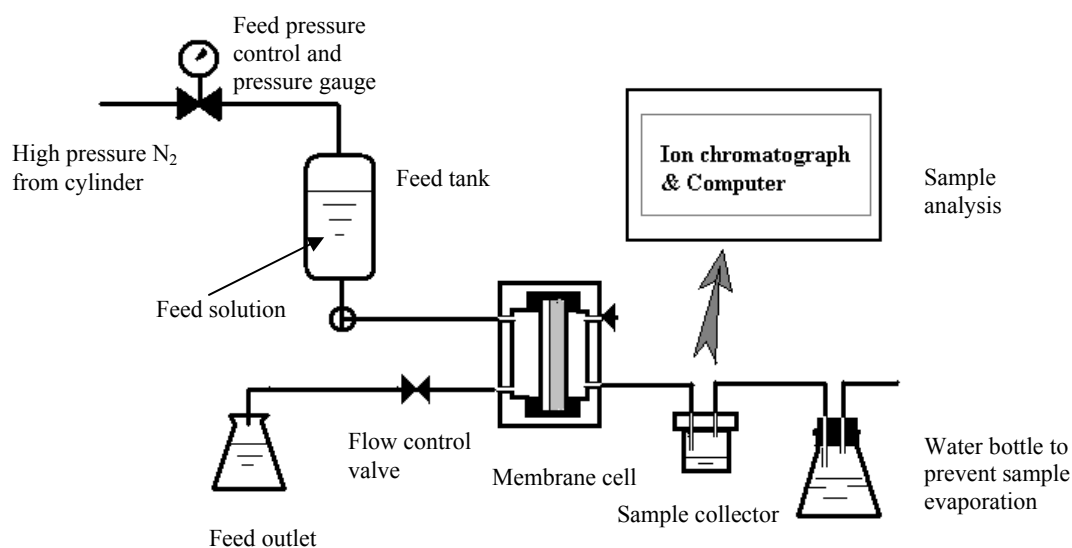 Feed pressure
control and
pressure gauge
High pressure N₂
from cylinder
Feed tank
Ion chromatograph
& Computer
Sample
analysis
Feed solution
Flow control
valve
Membrane cell
Sample collector
Water bottle to
prevent sample
evaporation
Feed outlet